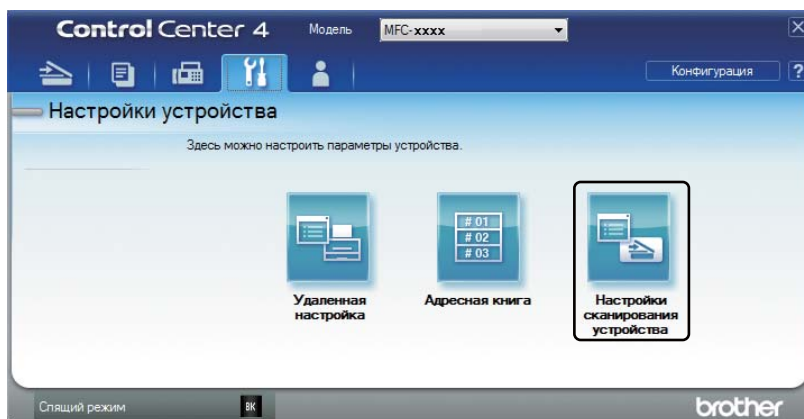 Control Center 4
Модель
MFC-xxxx
Конфигурация
?
Настройки устройства
Здесь можно настроить параметры устройства.
# 01
# 02
# 03
Удаленная
настройка
Адресная книга
Настройки
сканирования
устройства
Спящий режим
BK
brother